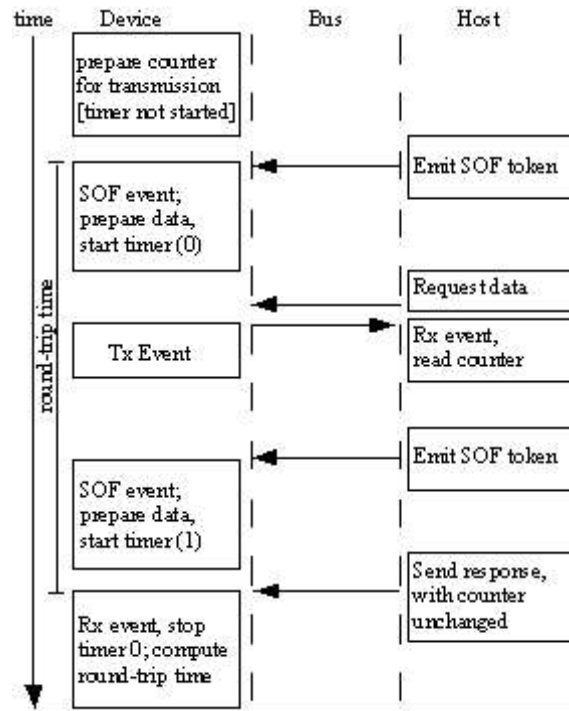 time
Device
Bus
Host
prepare counter
for transmission
[timer not started]
Emit SOF token
SOF event;
prepare data,
start timer (0)
Request data
Rx event,
read counter
Tx Event
round-trip time
Emit SOF token
SOF event;
prepare data,
start timer (1)
Send response,
with counter
unchanged
Rx event, stop
timer 0; compute
round-trip time